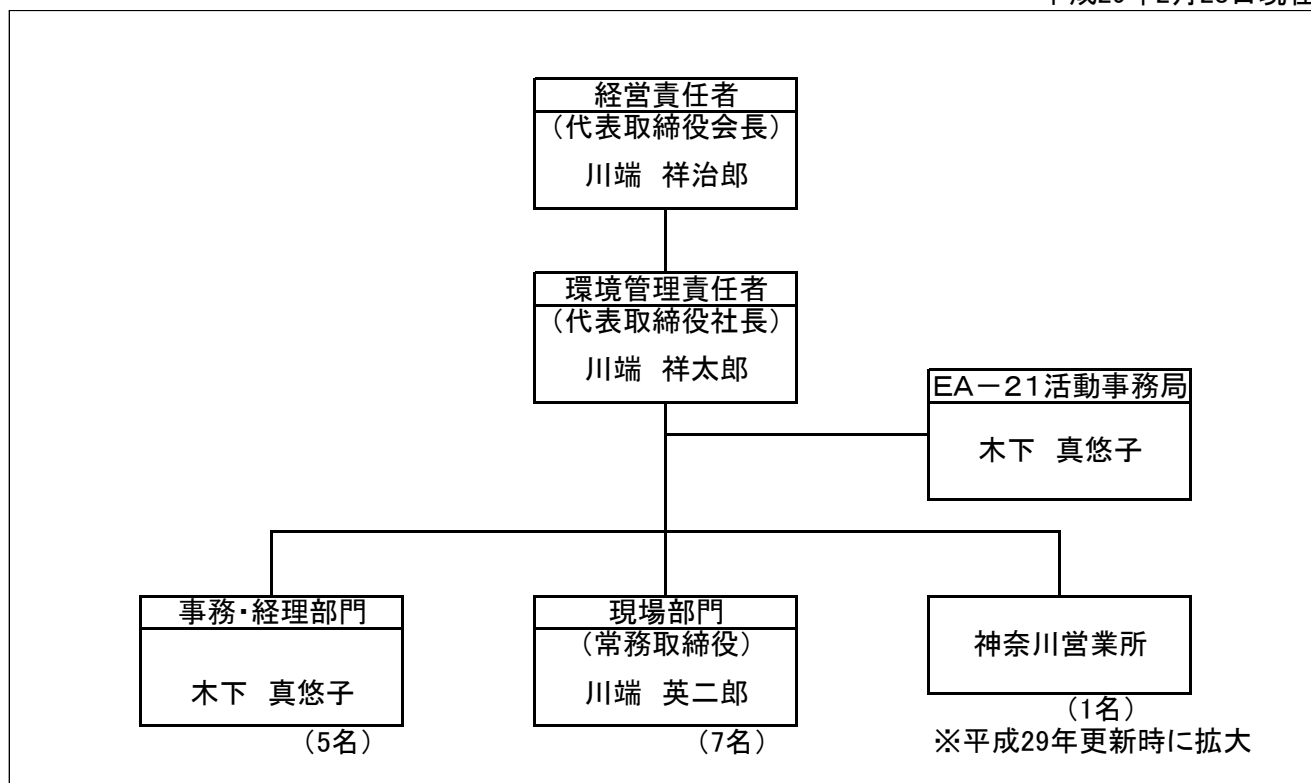 経営責任者
(代表取締役会長)
川端 祥治郎
環境管理責任者
(代表取締役社長)
川端 祥太郎
EA-21活動事務局
木下 真悠子
事務・経理部門
木下 真悠子
(5名)
現場部門
(常務取締役)
川端 英二郎
(7名)
神奈川営業所
(1名)
※平成29年更新時に拡大